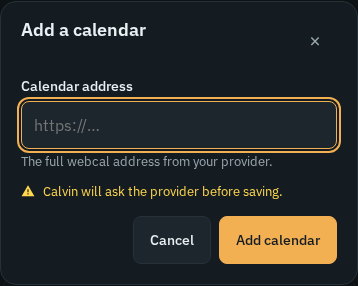 Add a calendar
×
Calendar address
https://...
The full webcal address from your provider.
⚠ Calvin will ask the provider before saving.
Cancel
Add calendar